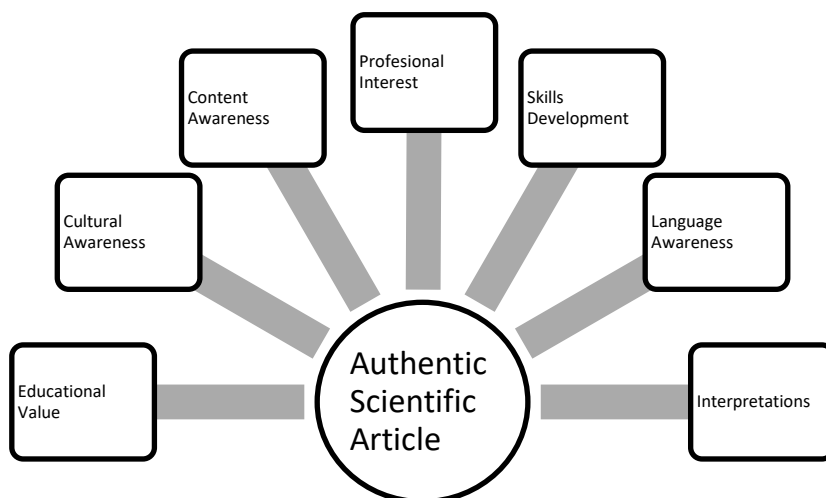 Profesional
Interest
Content
Awareness
Skills
Development
Cultural
Awareness
Language
Awareness
Educational
Value
Authentic
Scientific
Article
Interpretations